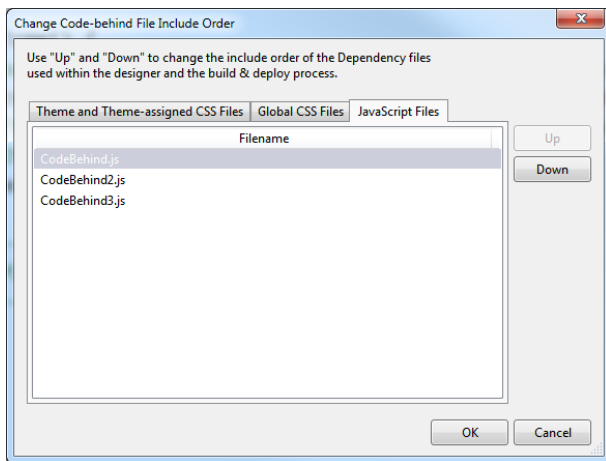 Change Code-behind File Include Order
Use "Up" and "Down" to change the include order of the Dependency files
used within the designer and the build & deploy process.
Theme and Theme-assigned CSS Files Global CSS Files JavaScript Files
Filename
Up
CodeBehind.js
Down
CodeBehind2.js
CodeBehind3.js
OK Cancel